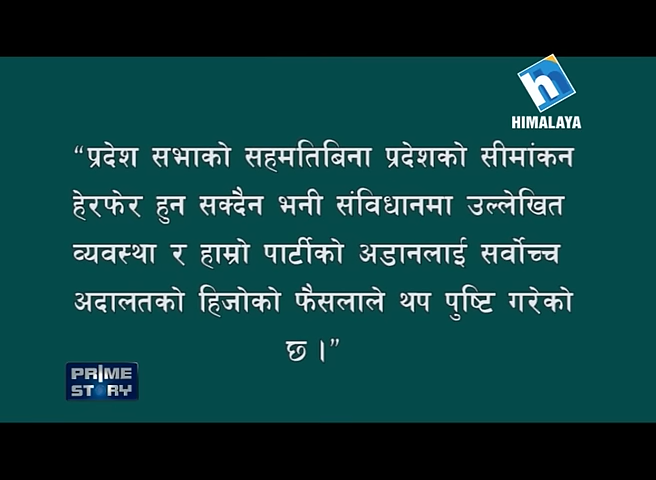 HIMALAYA
“प्रदेश सभाको सहमतिबिना प्रदेशको सीमांकन
हेरफेर हुन सक्दैन भनी संविधानमा उल्लेखित
व्यवस्था र हाम्रो पार्टीको अडानलाई सर्वोच्च
अदालतको हिजोको फैसलाले थप पुष्टि गरेको
छ ।”
PRIME
STORY